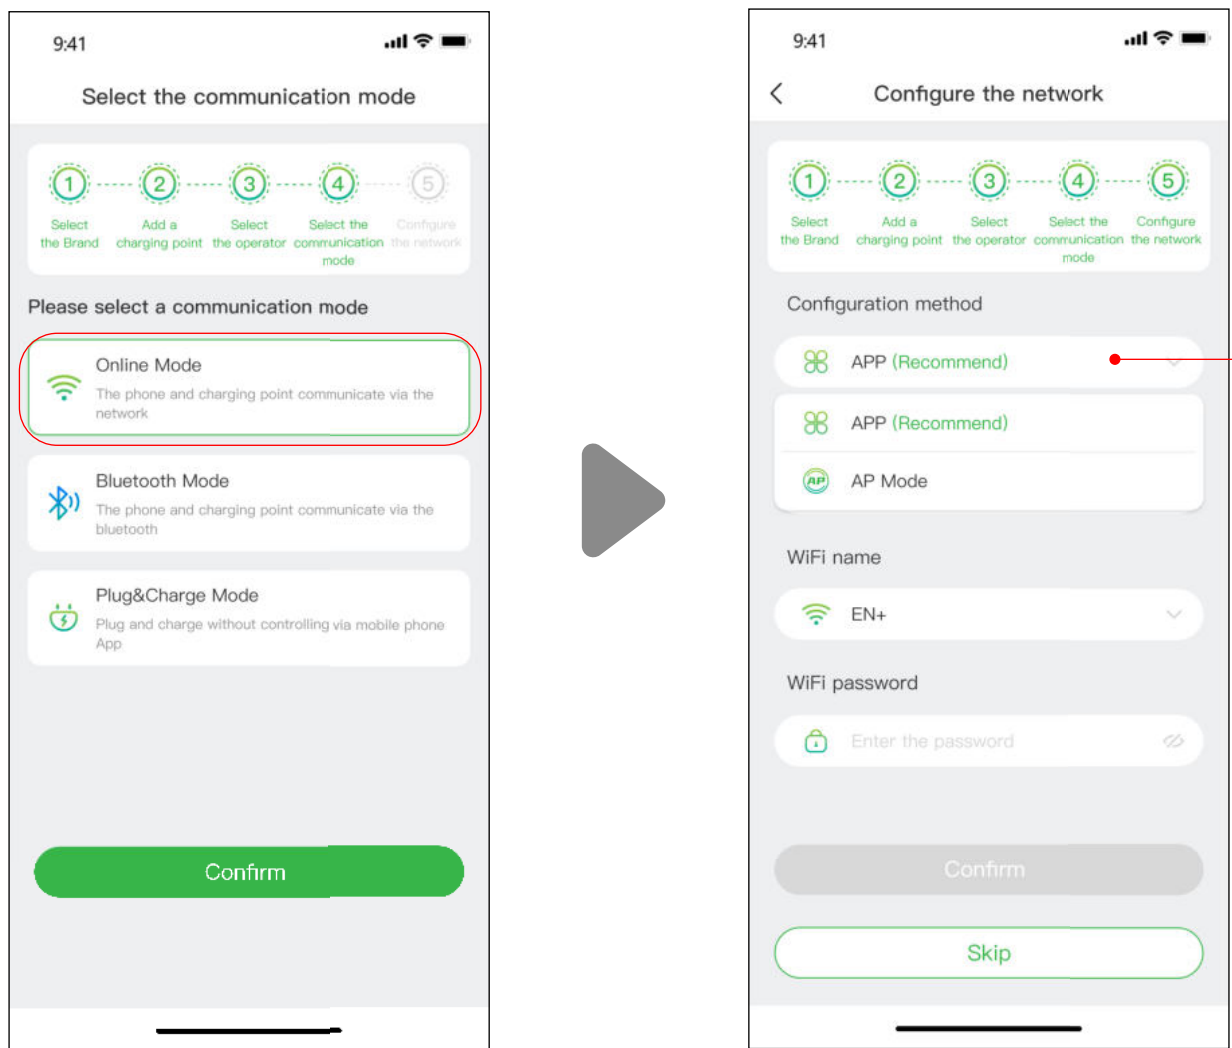 9:41
Select the communication mode
1
2
3
4
5
Select
the Brand
Add a
charging point
Select
the operator
Select the
communication
mode
Configure
the network
Please select a communication mode
Online Mode
The phone and charging point communicate via the
network
Bluetooth Mode
The phone and charging point communicate via the
bluetooth
Plug&Charge Mode
Plug and charge without controlling via mobile phone
App
Confirm
9:41
Configure the network
1
2
3
4
5
Select
the Brand
Add a
charging point
Select
the operator
Select the
communication
mode
Configure
the network
Configuration method
APP (Recommend)
APP (Recommend)
AP
AP Mode
WiFi name
EN+
WiFi password
Enter the password
Confirm
Skip